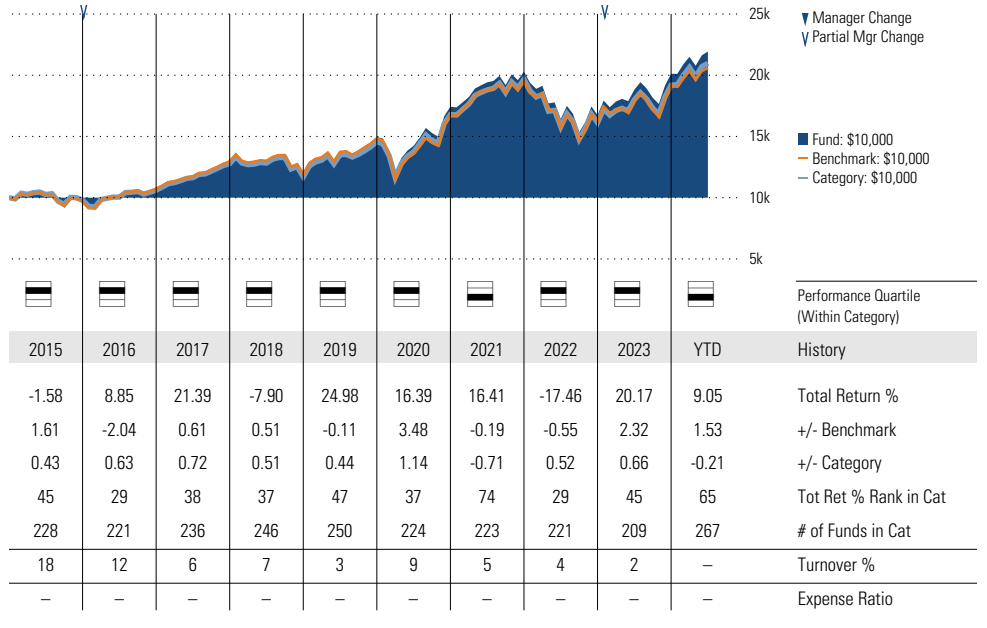 25k
20k
15k
10k
5k
Manager Change
Partial Mgr Change
Fund: $10,000
Benchmark: $10,000
Category: $10,000
Performance Quartile
(Within Category)
2015 2016 2017 2018 2019 2020 2021 2022 2023 YTD History
-1.58 8.85 21.39 -7.90 24.98 16.39 16.41 -17.46 20.17 9.05 Total Return %
1.61 -2.04 0.61 0.51 -0.11 3.48 -0.19 -0.55 2.32 1.53 +/- Benchmark
0.43 0.63 0.72 0.51 0.44 1.14 -0.71 0.52 0.66 -0.21 +/- Category
45 29 38 37 47 37 74 29 45 65 Tot Ret % Rank in Cat
228 221 236 246 250 224 223 221 209 267 # of Funds in Cat
18 12 6 7 3 9 5 4 2 – Turnover %
– – – – – – – – – – Expense Ratio